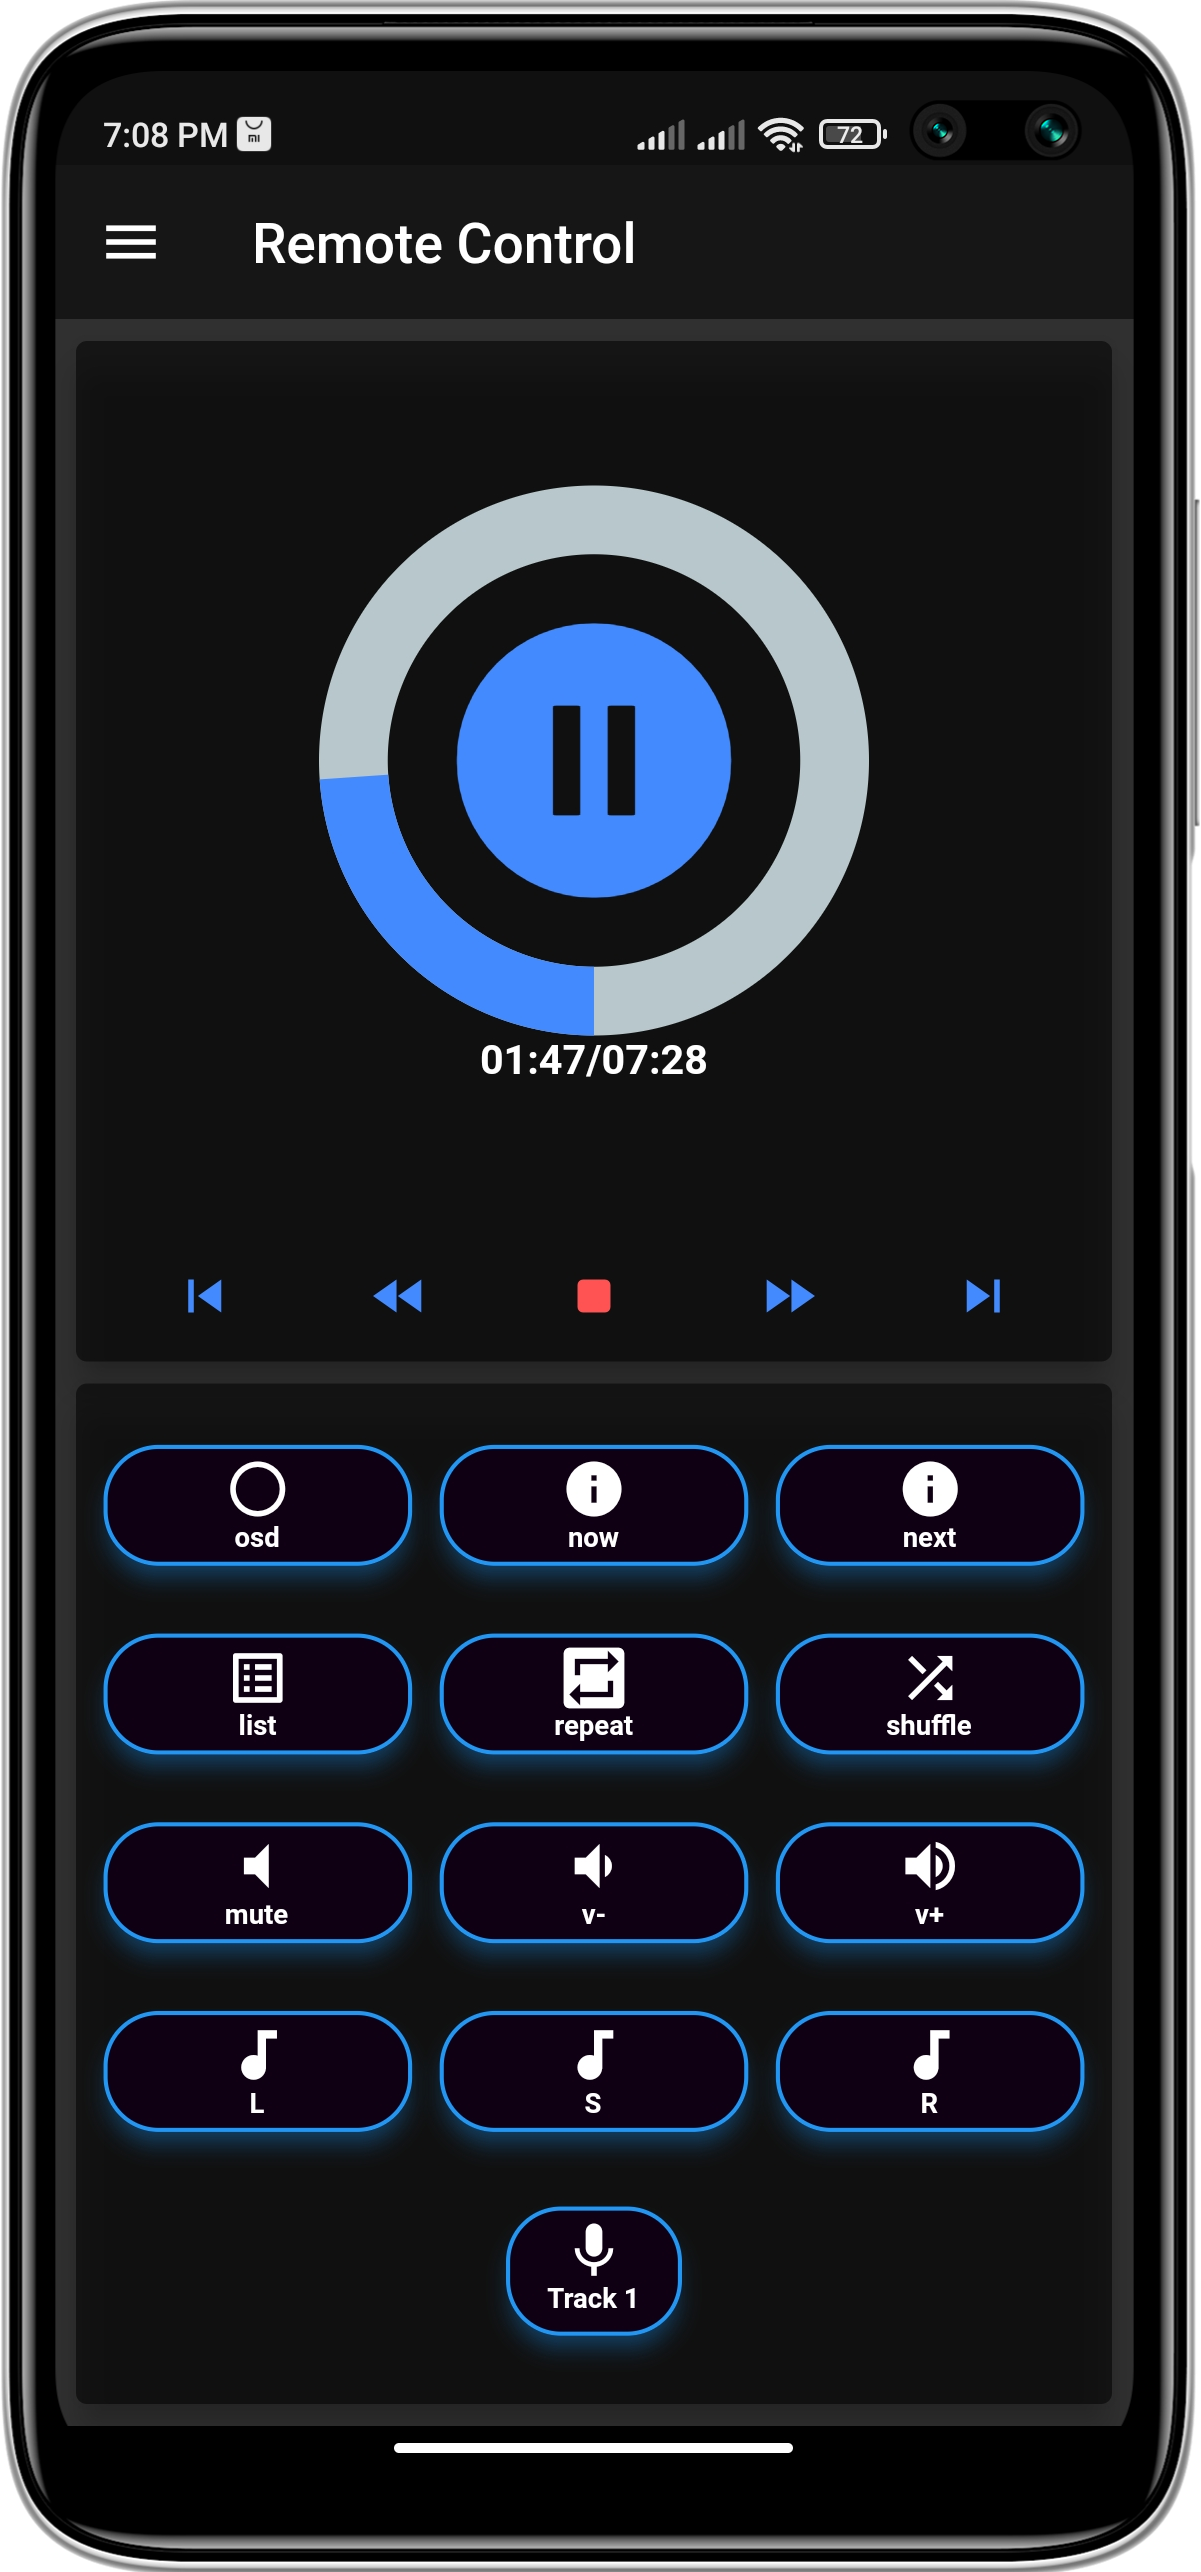 7:08 PM mi 72
Remote Control
01:47/07:28
osd now next
list repeat shuffle
mute v- v+
L S R
Track 1